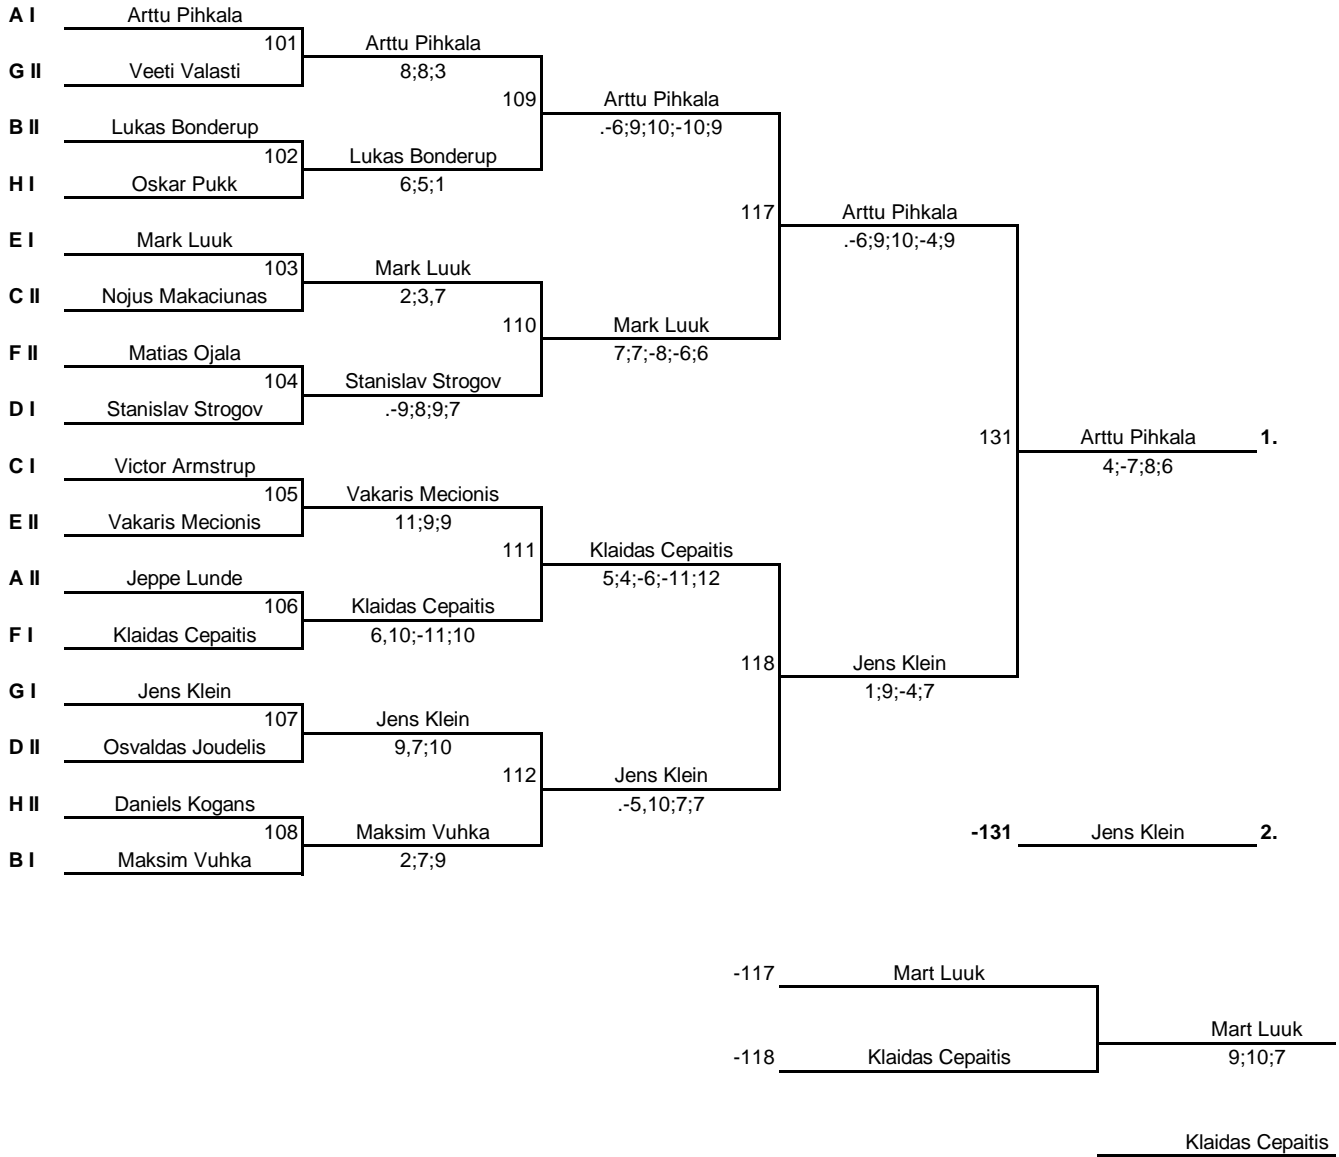 A I Arttu Pihkala
101 Arttu Pihkala
G II Veeti Valasti 8;8;3
109 Arttu Pihkala
B II Lukas Bonderup .-6;9;10;-10;9
102 Lukas Bonderup
H I Oskar Pukk 6;5;1
117 Arttu Pihkala
E I Mark Luuk .-6;9;10;-4;9
103 Mark Luuk
C II Nojus Makaciunas 2;3,7
110 Mark Luuk
F II Matias Ojala 7;7;-8;-6;6
104 Stanislav Strogov
D I Stanislav Strogov .-9;8;9;7
131 Arttu Pihkala 1.
C I Victor Armstrup 4;-7;8;6
105 Vakaris Mecionis
E II Vakaris Mecionis 11;9;9
111 Klaidas Cepaitis
A II Jeppe Lunde 5;4;-6;-11;12
106 Klaidas Cepaitis
F I Klaidas Cepaitis 6,10;-11;10
118 Jens Klein
G I Jens Klein 1;9;-4;7
107 Jens Klein
D II Osvaldas Joudelis 9,7;10
112 Jens Klein
H II Daniels Kogans .-5,10;7;7
108 Maksim Vuhka -131 Jens Klein 2.
B I Maksim Vuhka 2;7;9
-117 Mart Luuk
Mart Luuk
-118 Klaidas Cepaitis 9;10;7
Klaidas Cepaitis